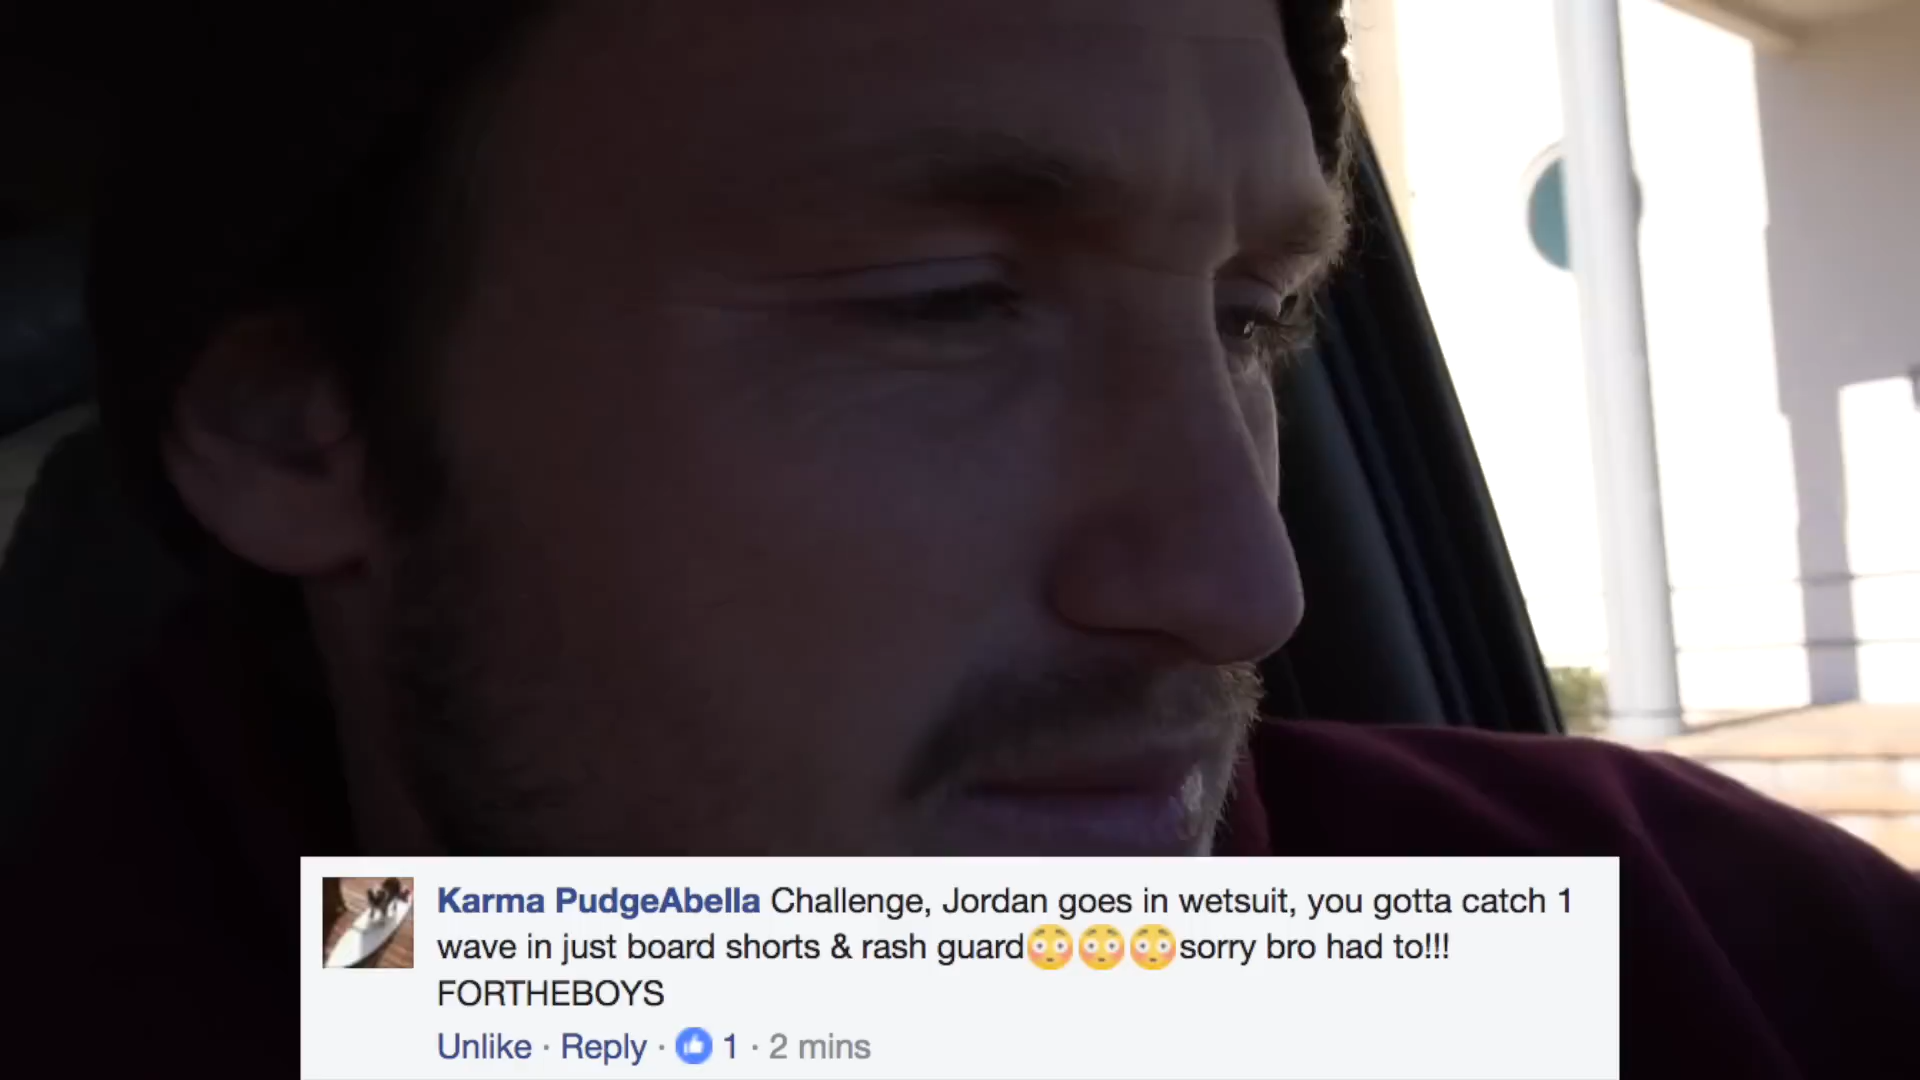 Karma PudgeAbella Challenge, Jordan goes in wetsuit, you gotta catch 1
wave in just board shorts & rash guard😳😳😳sorry bro had to!!!
FORTHEBOYS
Unlike · Reply · 1 · 2 mins